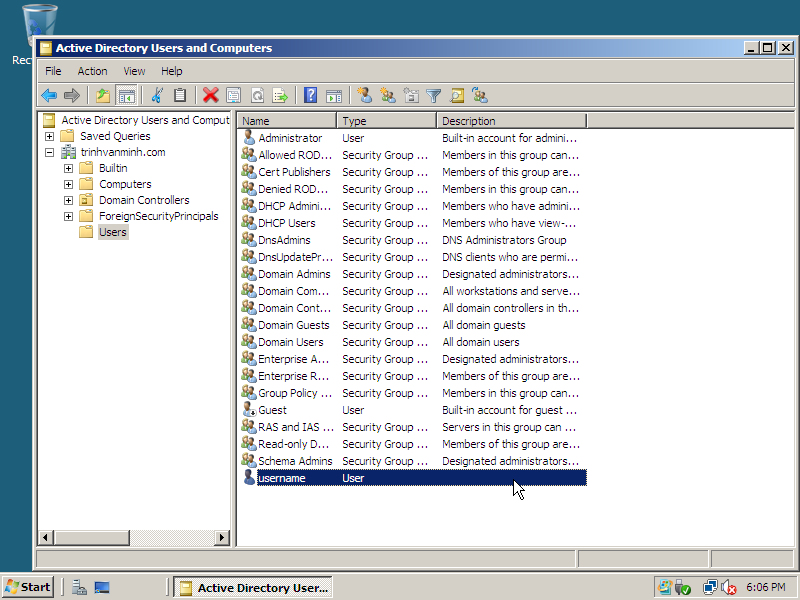 Rec
Active Directory Users and Computers
File Action View Help
Active Directory Users and Comput
Saved Queries
trinhvanminh.com
Builtin
Computers
Domain Controllers
ForeignSecurityPrincipals
Users
Name Type Description
Administrator User Built-in account for admini...
Allowed ROD... Security Group ... Members in this group can...
Cert Publishers Security Group ... Members of this group are...
Denied ROD... Security Group ... Members in this group can...
DHCP Admini... Security Group ... Members who have admini...
DHCP Users Security Group ... Members who have view-...
DnsAdmins Security Group ... DNS Administrators Group
DnsUpdatePr... Security Group ... DNS clients who are permi...
Domain Admins Security Group ... Designated administrators...
Domain Com... Security Group ... All workstations and serve...
Domain Cont... Security Group ... All domain controllers in th...
Domain Guests Security Group ... All domain guests
Domain Users Security Group ... All domain users
Enterprise A... Security Group ... Designated administrators...
Enterprise R... Security Group ... Members of this group are...
Group Policy ... Security Group ... Members in this group can...
Guest User Built-in account for guest ...
RAS and IAS ... Security Group ... Servers in this group can ...
Read-only D... Security Group ... Members of this group are...
Schema Admins Security Group ... Designated administrators...
username User
Start Active Directory User... 6:06 PM